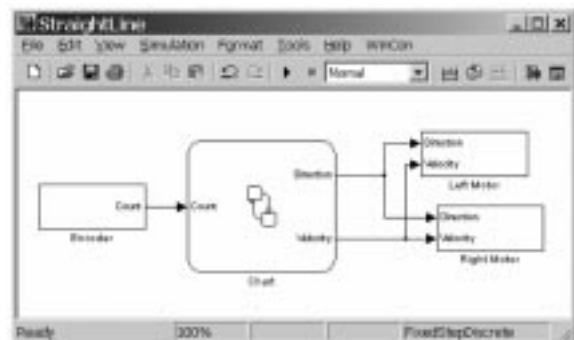 StraightLine
File Edit View Simulation Format Tools Help WinCon
Normal
Direction
Velocity
Left Motor
Direction
Count
Count
Encoder
Velocity
Chart
Direction
Velocity
Right Motor
Ready 100% FixedStepDiscrete